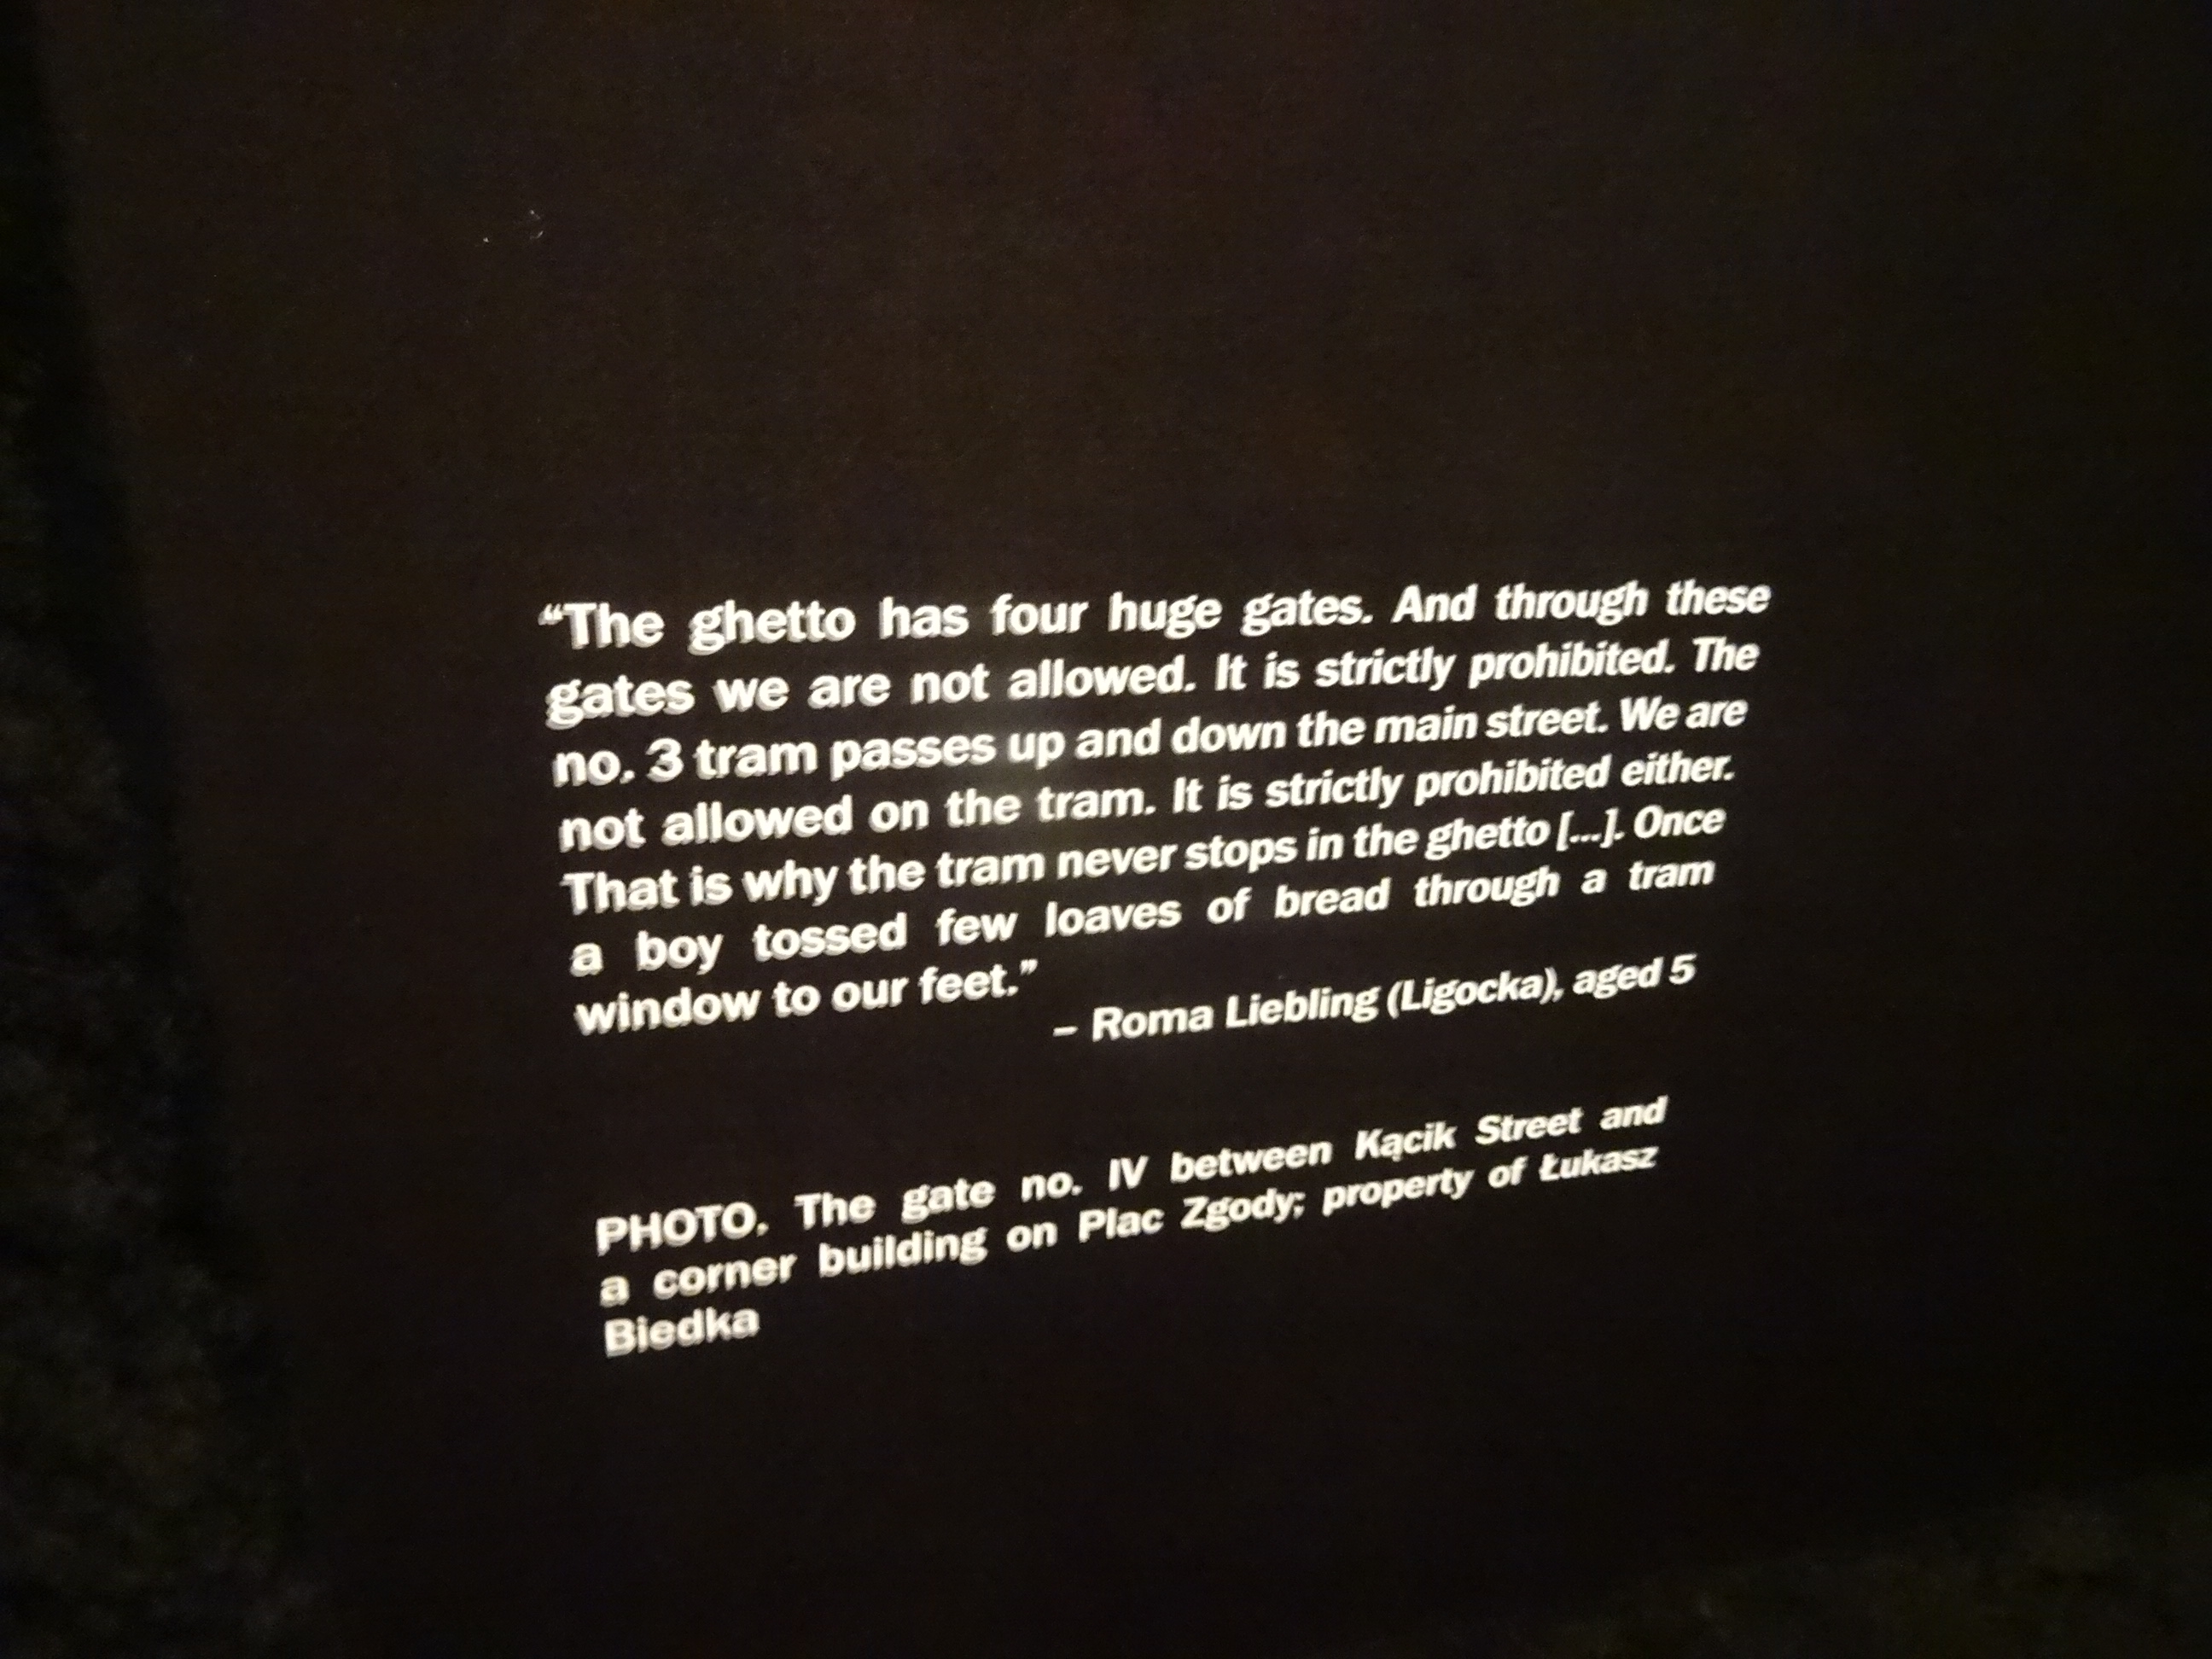 “The ghetto has four huge gates. And through these
gates we are not allowed. It is strictly prohibited. The
no. 3 tram passes up and down the main street. We are
not allowed on the tram. It is strictly prohibited either.
That is why the tram never stops in the ghetto [...]. Once
a boy tossed few loaves of bread through a tram
window to our feet.”
– Roma Liebling (Ligocka), aged 5
PHOTO. The gate no. IV between Kącik Street and
a corner building on Plac Zgody; property of Łukasz
Biedka